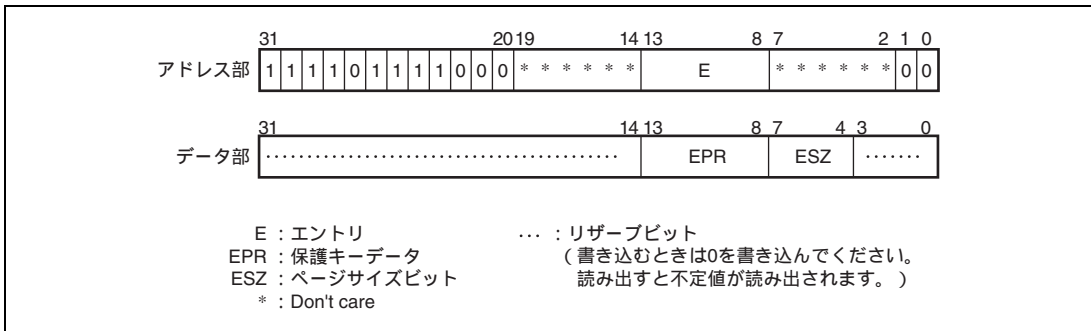 31 20 19 14 13 8 7 2 1 0
アドレス部 1 1 1 1 0 1 1 1 1 0 0 0 * * * * * * E * * * * * * 0 0
31 14 13 8 7 4 3 0
データ部 ………………………………… EPR ESZ ·······
E : エントリ … : リザーブビット
EPR : 保護キーデータ (書き込むときは0を書き込んでください。
ESZ : ページサイズビット 読み出すと不定値が読み出されます。)
* : Don't care